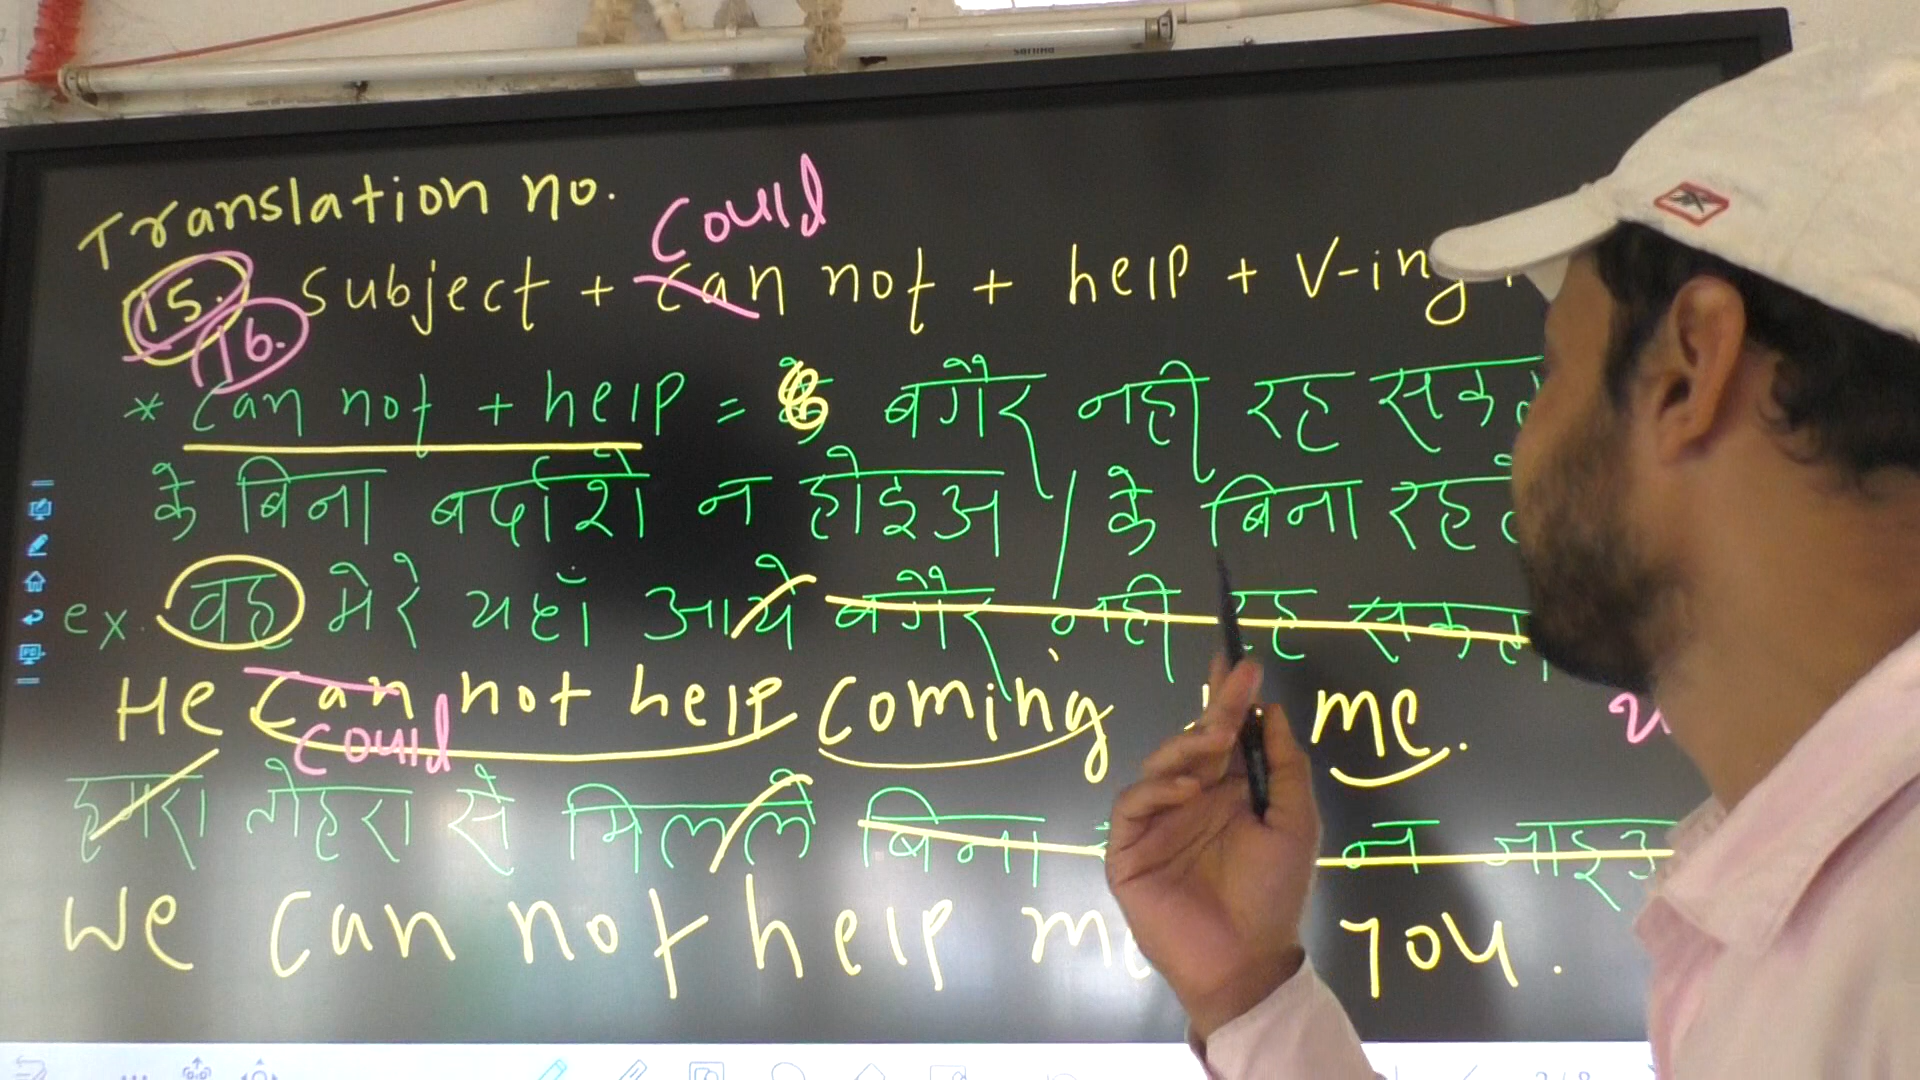 Translation no.
Could
15. Subject + can not + help + V-ing
16.
* can not + help = के बगैर नही रह सक
के बिना बर्दाश न होइअ / के बिना रह
ex. वह मेरे यहाँ आये बगैर नही रह सक
He can not help coming me.
could
हमरा तोहरा से मिलले बिना न जाइअ
We can not help you.